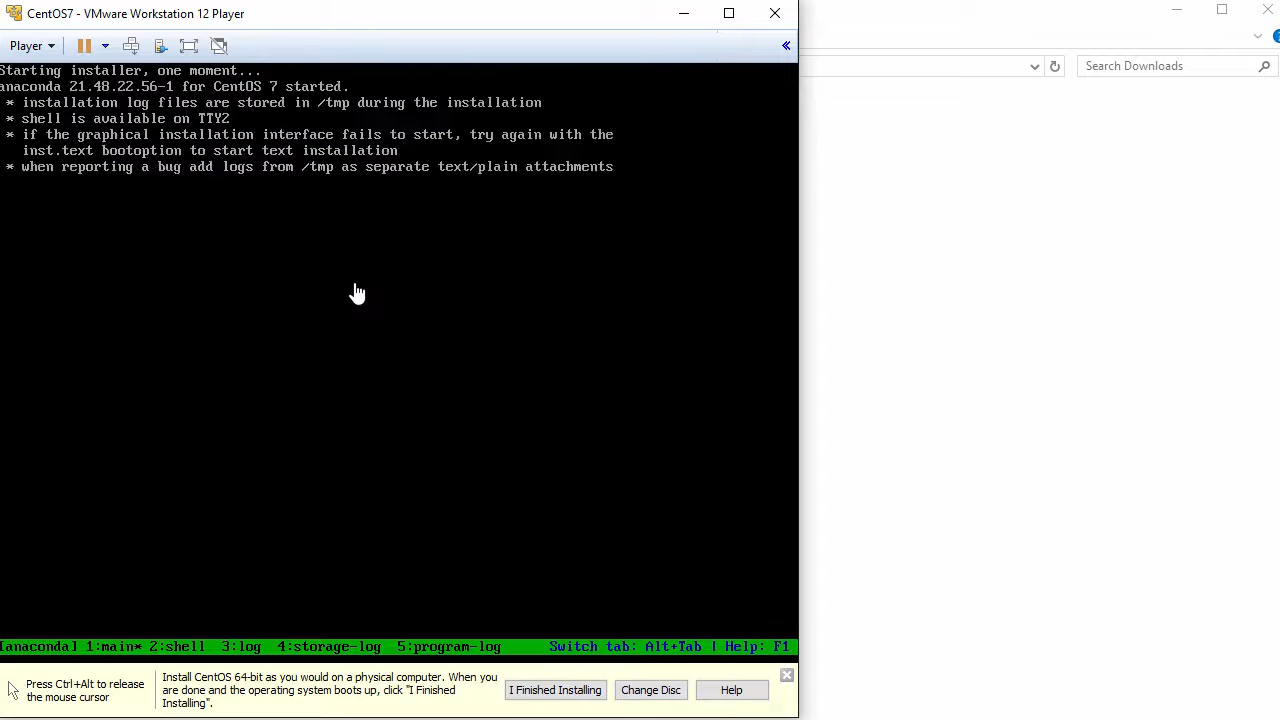 CentOS7 - VMware Workstation 12 Player
Player
Search Downloads
Starting installer, one moment...
anaconda 21.48.22.56-1 for CentOS 7 started.
* installation log files are stored in /tmp during the installation
* shell is available on TTY2
* if the graphical installation interface fails to start, try again with the
inst.text bootoption to start text installation
* when reporting a bug add logs from /tmp as separate text/plain attachments
[anaconda] 1:main* 2:shell 3:log 4:storage-log 5:program-log Switch tab: Alt+Tab | Help: F1
Press Ctrl+Alt to release
the mouse cursor
Install CentOS 64-bit as you would on a physical computer. When you
are done and the operating system boots up, click "I Finished
Installing".
I Finished Installing
Change Disc
Help